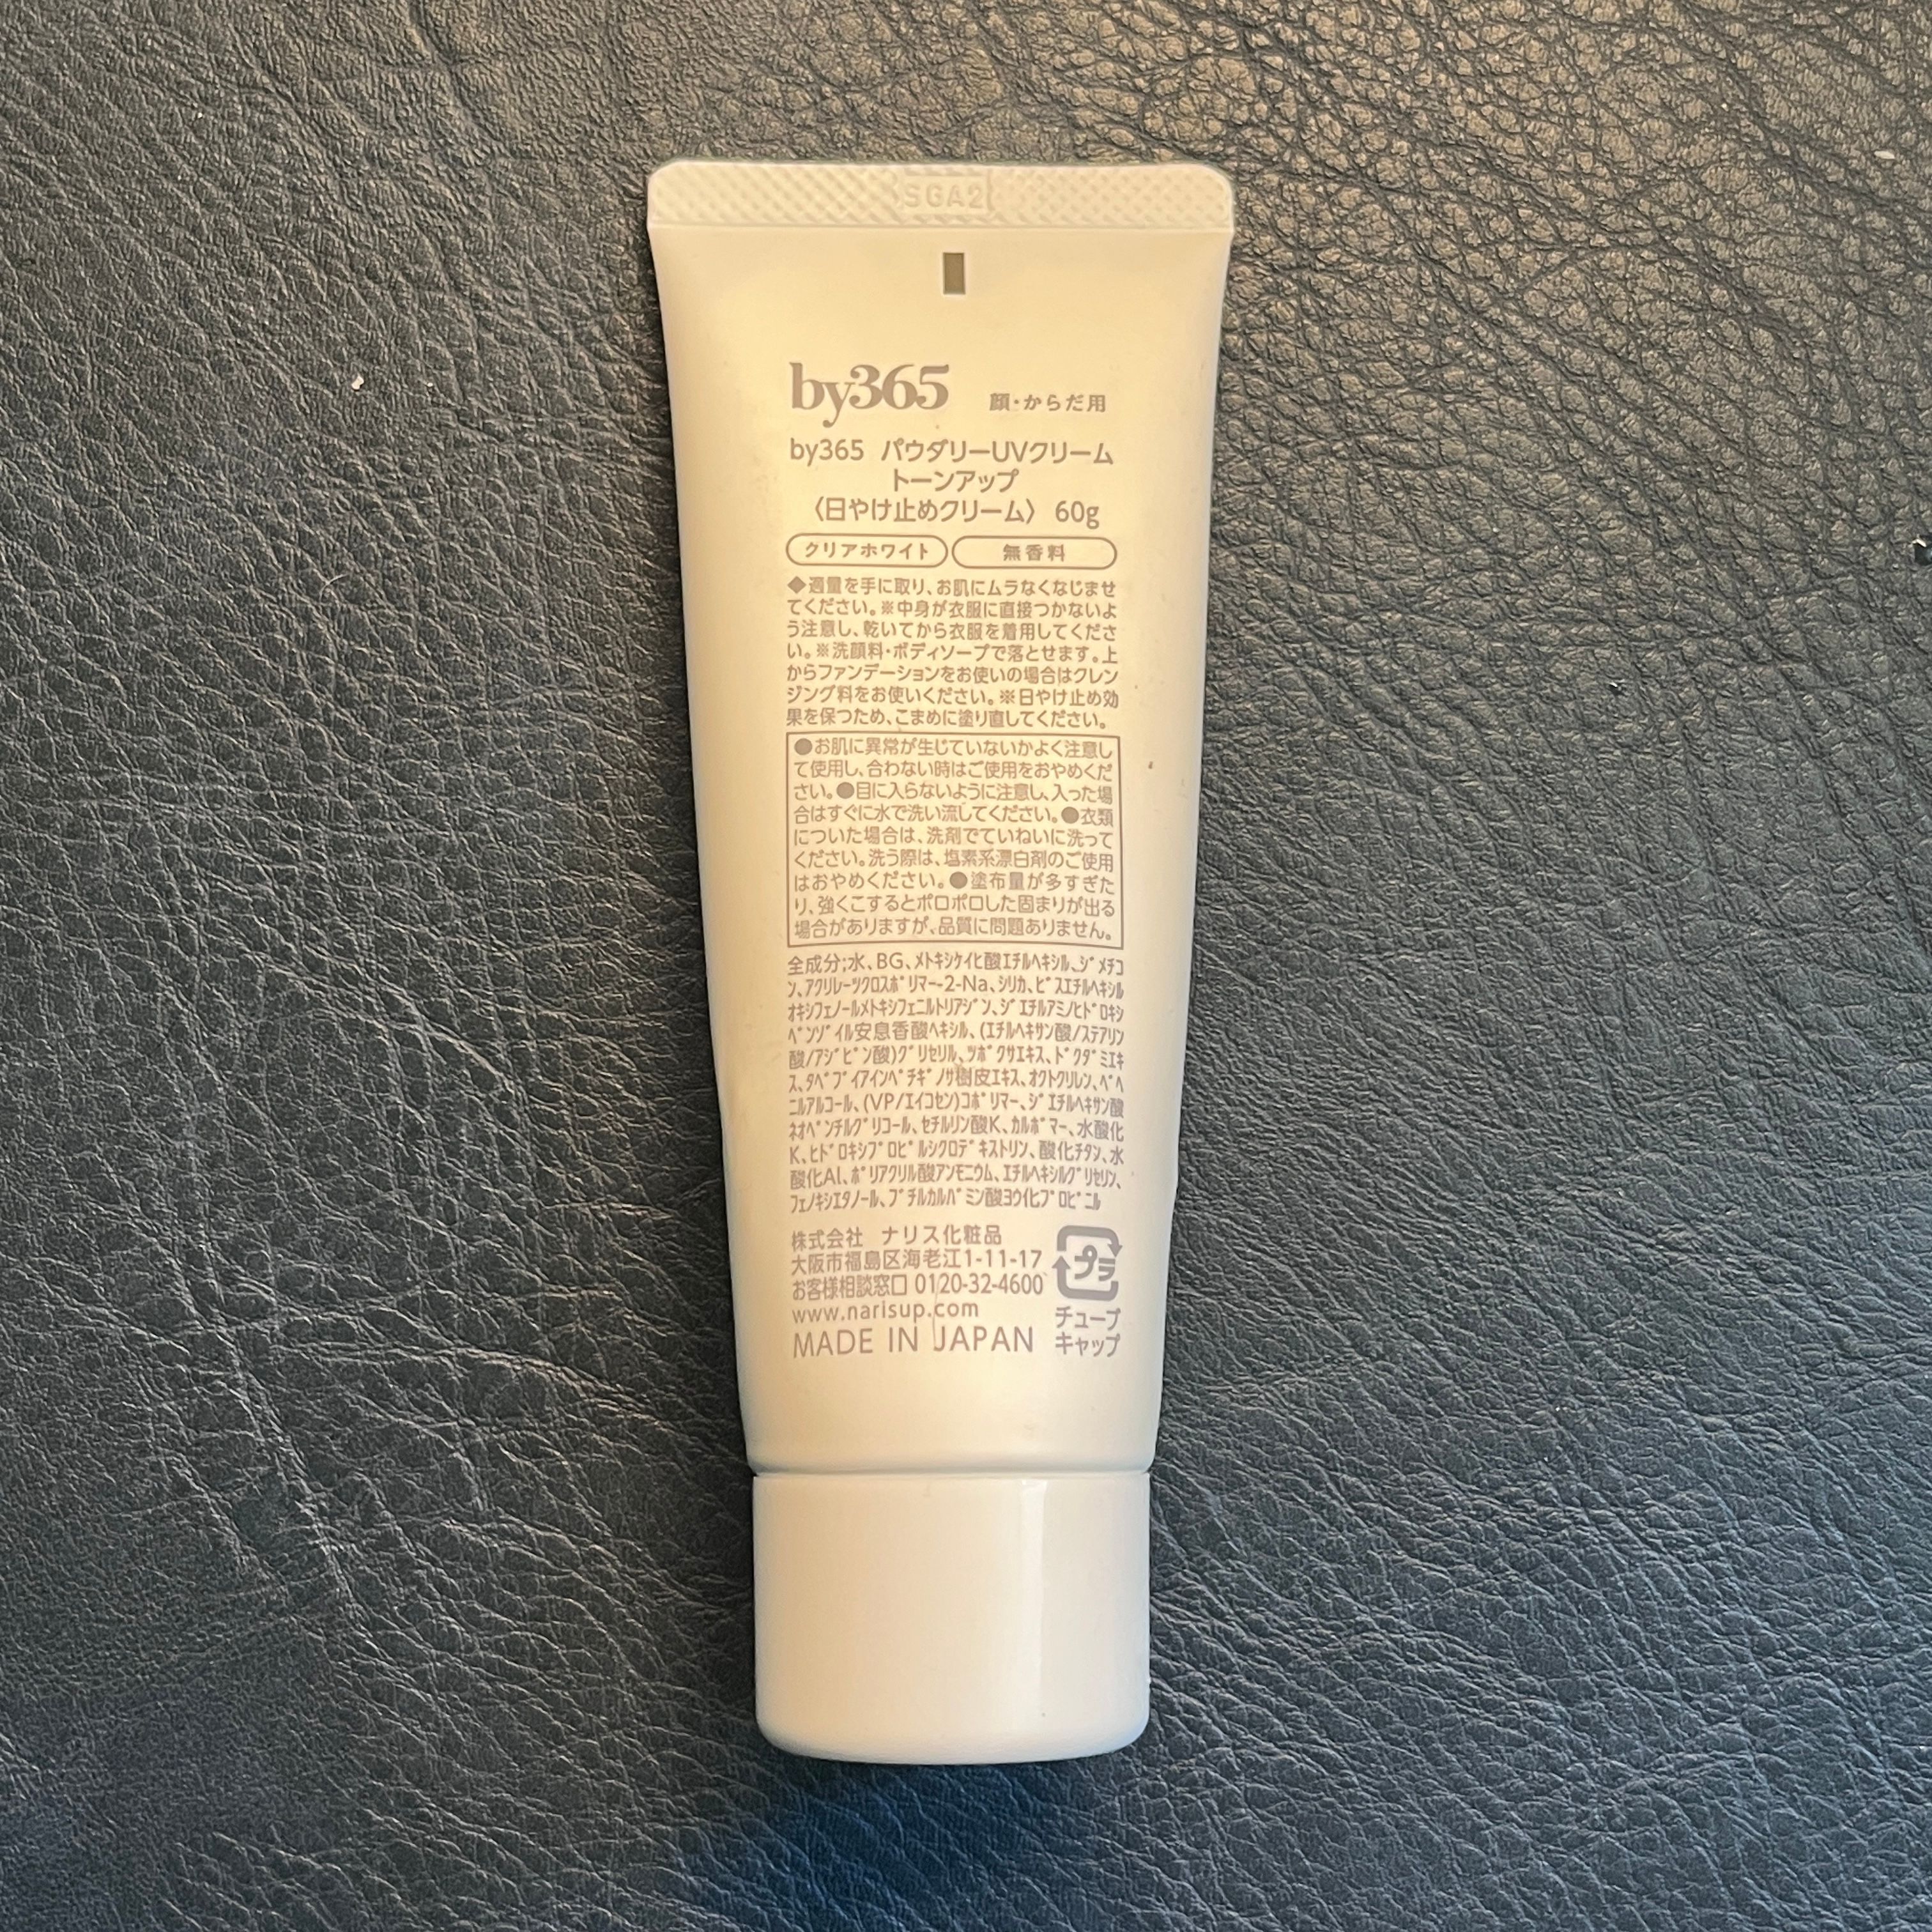 SGA2
by365 顔・からだ用
by365 パウダリーUVクリーム
トーンアップ
〈日やけ止めクリーム〉 60g
クリアホワイト 無香料
◆適量を手に取り、お肌にムラなくなじませ
てください。※中身が衣服に直接つかないよ
う注意し、乾いてから衣服を着用してくださ
い。※洗顔料・ボディソープで落とせます。上
からファンデーションをお使いの場合はクレン
ジング料をお使いください。※日やけ止め効
果を保つため、こまめに塗り直してください。
●お肌に異常が生じていないかよく注意し
て使用し、合わない時はご使用をおやめくだ
さい。●目に入らないように注意し、入った場
合はすぐに水で洗い流してください。●衣類
についた場合は、洗剤でていねいに洗って
ください。洗う際は、塩素系漂白剤のご使用
はおやめください。●塗布量が多すぎた
り、強くこするとポロポロした固まりが出る
場合がありますが、品質に問題ありません。
全成分;水、BG、ﾒﾄｷｼｹｲﾋ酸ｴﾁﾙﾍｷｼﾙ、ｼﾞﾒﾁｺ
ﾝ、ｱｸﾘﾚｰﾂｸﾛｽﾎﾟﾘﾏｰ-2-Na、ｼﾘｶ、ﾋﾞｽｴﾁﾙﾍｷｼﾙ
ｵｷｼﾌｪﾉｰﾙﾒﾄｷｼﾌｪﾆﾙﾄﾘｱｼﾞﾝ、ｼﾞｴﾁﾙｱﾐﾉﾋﾄﾞﾛｷｼ
ﾍﾞﾝｿﾞｲﾙ安息香酸ﾍｷｼﾙ、(ｴﾁﾙﾍｷｻﾝ酸/ｽﾃｱﾘﾝ
酸/ｱｼﾞﾋﾟﾝ酸)ｸﾞﾘｾﾘﾙ、ﾂﾎﾞｸｻｴｷｽ、ﾄﾞｸﾀﾞﾐｴｷ
ｽ、ﾀﾍﾞﾌﾞｲｱｲﾝﾍﾟﾁｷﾞﾉｻ樹皮ｴｷｽ、ｵｸﾄｸﾘﾚﾝ、ﾍﾞﾍ
ﾆﾙｱﾙｺｰﾙ、(VP/ｴｲｺｾﾝ)ｺﾎﾟﾘﾏｰ、ｼﾞｴﾁﾙﾍｷｻﾝ酸
ﾈｵﾍﾟﾝﾁﾙｸﾞﾘｺｰﾙ、ｾﾁﾙﾘﾝ酸K、ｶﾙﾎﾞﾏｰ、水酸化
K、ﾋﾄﾞﾛｷｼﾌﾟﾛﾋﾟﾙｼｸﾛﾃﾞｷｽﾄﾘﾝ、酸化ﾁﾀﾝ、水
酸化Al、ﾎﾟﾘｱｸﾘﾙ酸ｱﾝﾓﾆｳﾑ、ｴﾁﾙﾍｷｼﾙｸﾞﾘｾﾘﾝ、
ﾌｪﾉｷｼｴﾀﾉｰﾙ、ﾌﾞﾁﾙｶﾙﾊﾞﾐﾝ酸ﾖｳ化ﾌﾟﾛﾋﾟﾆﾙ
株式会社 ナリス化粧品
大阪市福島区海老江1-11-17
お客様相談窓口 0120-32-4600
www.narisup.com
MADE IN JAPAN
プラ
チューブ
キャップ